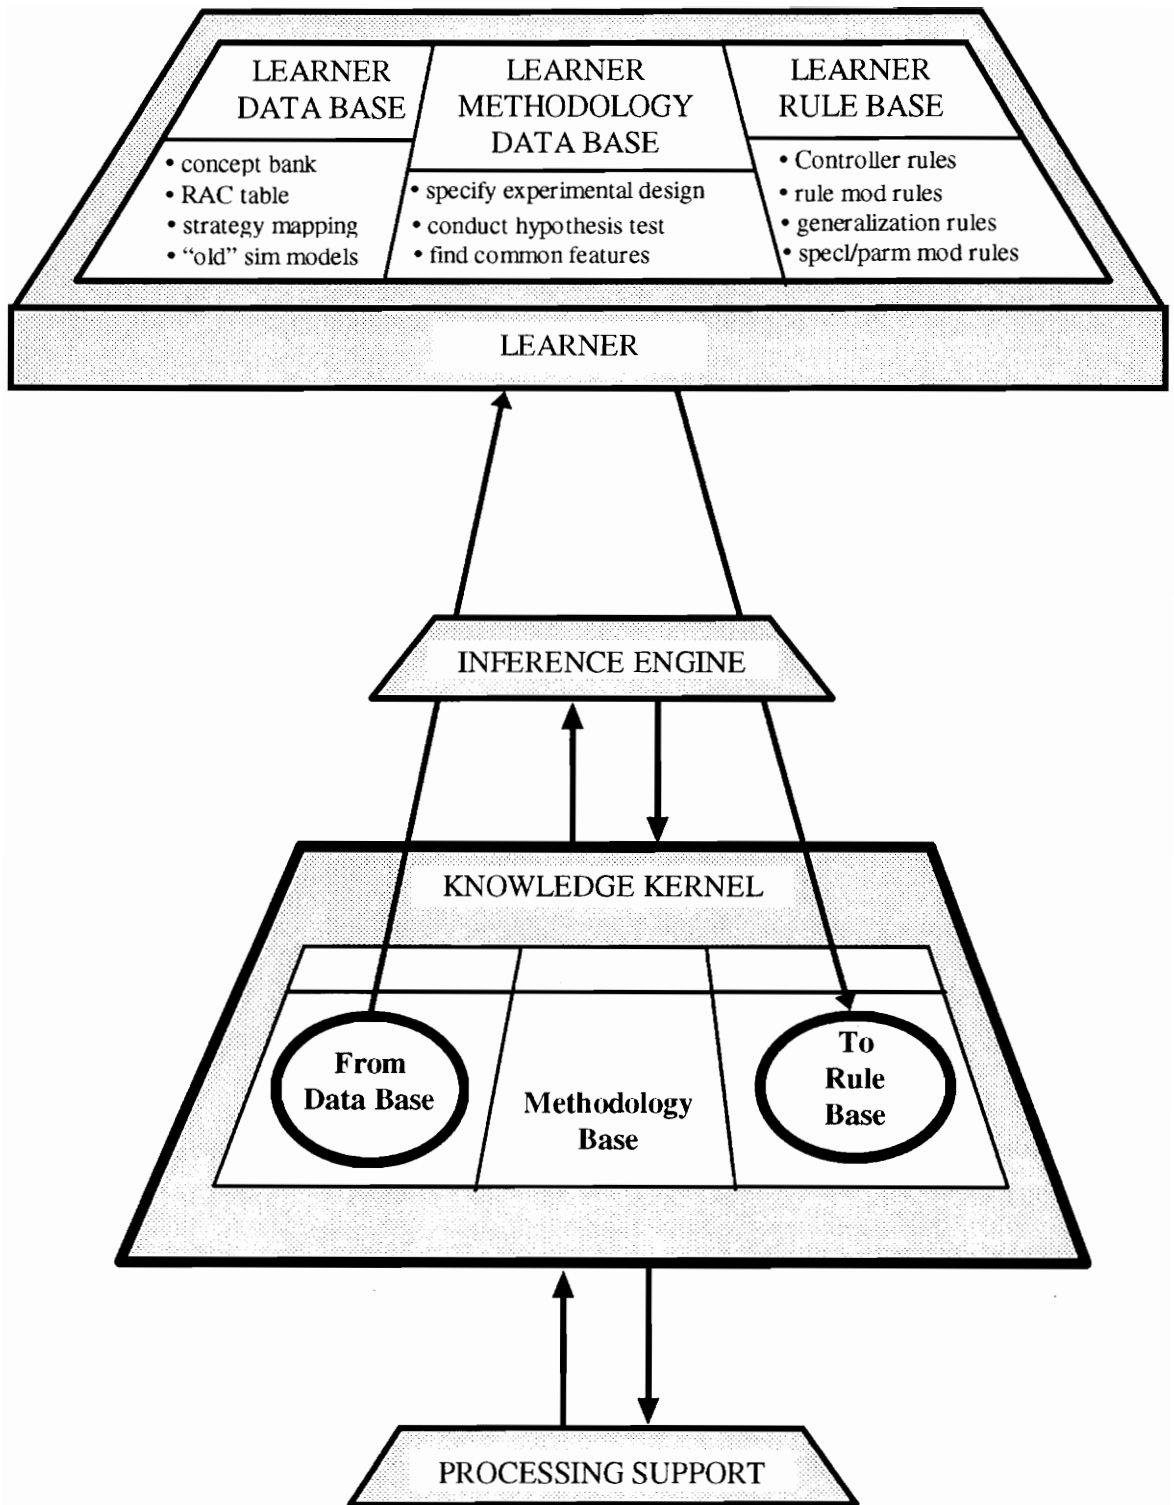 LEARNER
DATA BASE
• concept bank
• RAC table
• strategy mapping
• “old” sim models
LEARNER
METHODOLOGY
DATA BASE
• specify experimental design
• conduct hypothesis test
• find common features
LEARNER
RULE BASE
• Controller rules
• rule mod rules
• generalization rules
• specl/parm mod rules
LEARNER
INFERENCE ENGINE
KNOWLEDGE KERNEL
From
Data Base
Methodology
Base
To
Rule
Base
PROCESSING SUPPORT